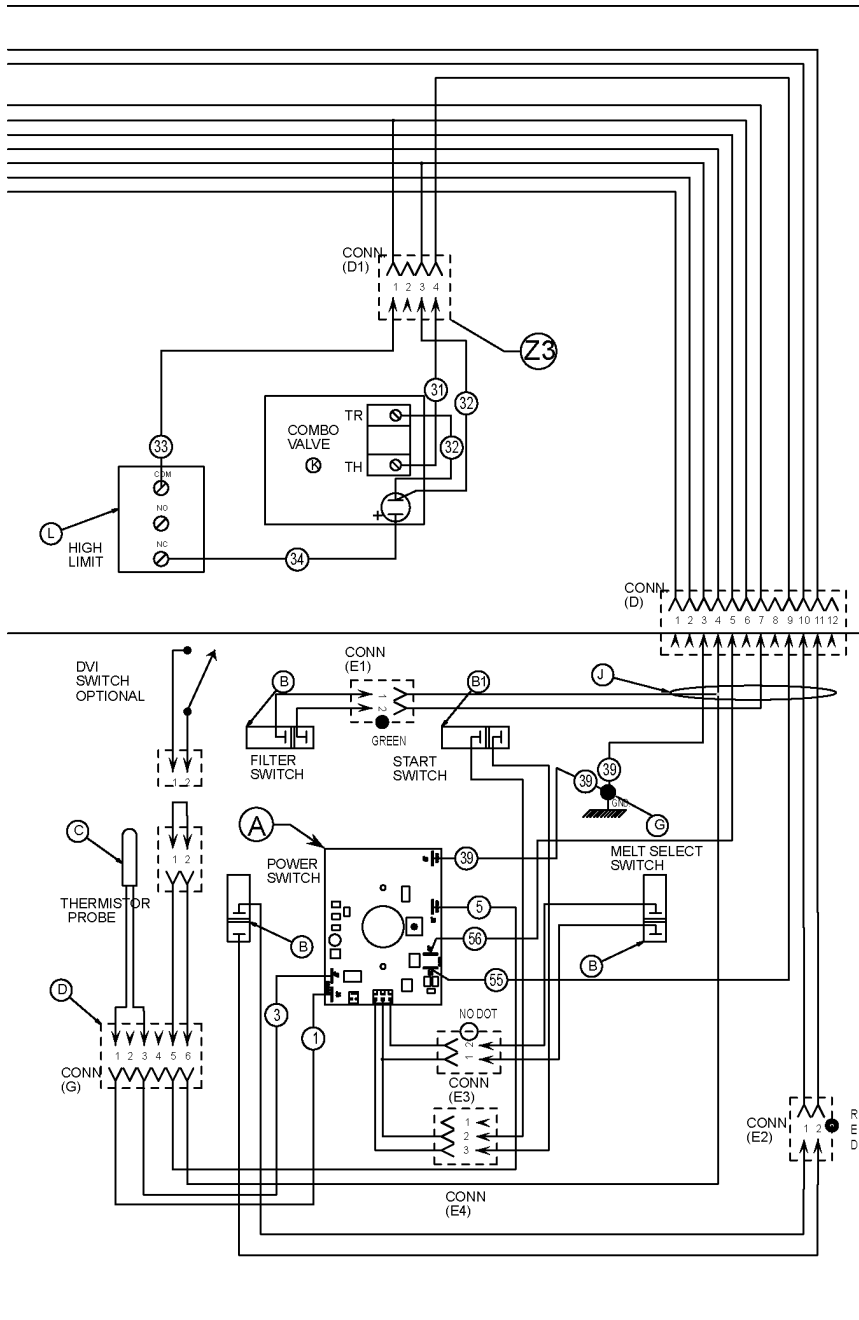 CONN.
(D1)
1 2 3 4
Z3
31
32
TR
COMBO
VALVE
32
33
K
TH
COM
L
NO
+
HIGH
LIMIT
NC
34
CONN.
(D)
1 2 3 4 5 6 7 8 9 10 11 12
DVI
SWITCH
OPTIONAL
CONN
(E1)
B
1
2
B1
J
GREEN
FILTER
SWITCH
START
SWITCH
39
39
1 2
GND
G
A
C
MELT SELECT
SWITCH
1 2
POWER
SWITCH
39
THERMISTOR
PROBE
5
56
B
B
55
D
3
NO DOT
1
2
1
1 2 3 4 5 6
CONN
(G)
CONN
(E3)
1
2
3
CONN
(E2)
1 2
R
E
D
CONN
(E4)